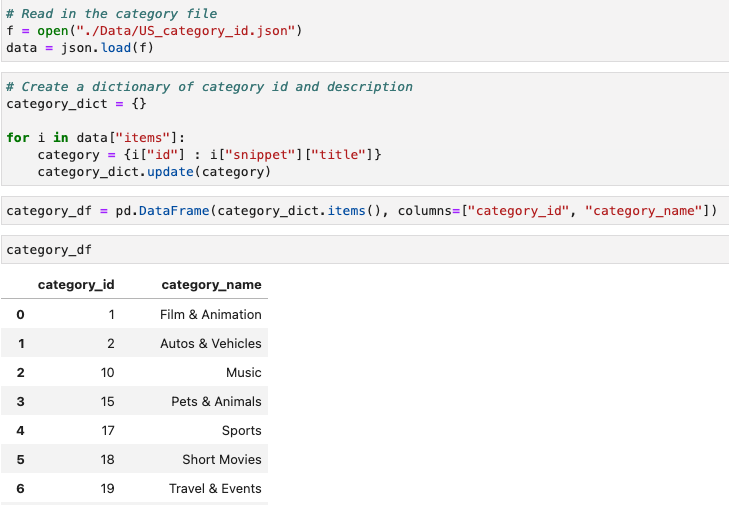 # Read in the category file
f = open("./Data/US_category_id.json")
data = json.load(f)
# Create a dictionary of category id and description
category_dict = {}
for i in data["items"]:
    category = {i["id"] : i["snippet"]["title"]}
    category_dict.update(category)
category_df = pd.DataFrame(category_dict.items(), columns=["category_id", "category_name"])
category_df
category_id category_name
0 1 Film & Animation
1 2 Autos & Vehicles
2 10 Music
3 15 Pets & Animals
4 17 Sports
5 18 Short Movies
6 19 Travel & Events